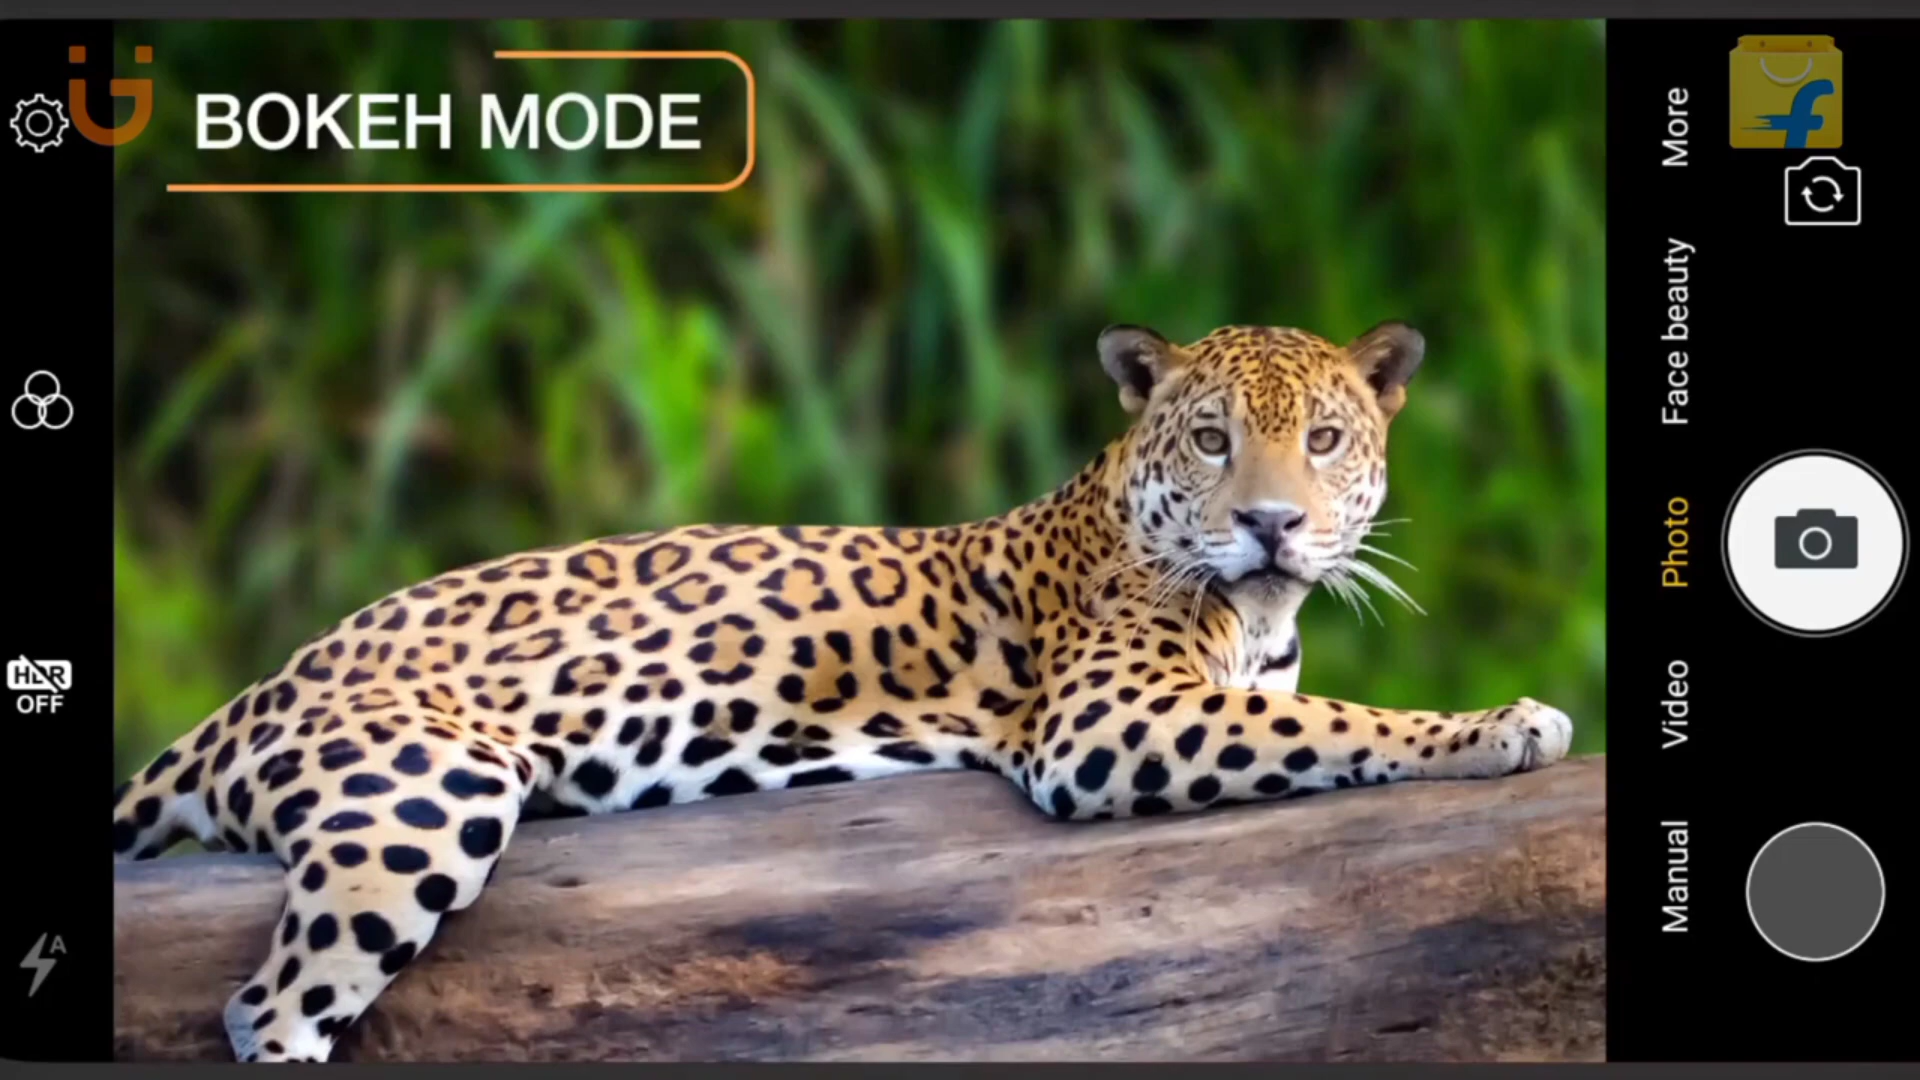 BOKEH MODE
More
Face beauty
Photo
Video
Manual
HDR
OFF
A